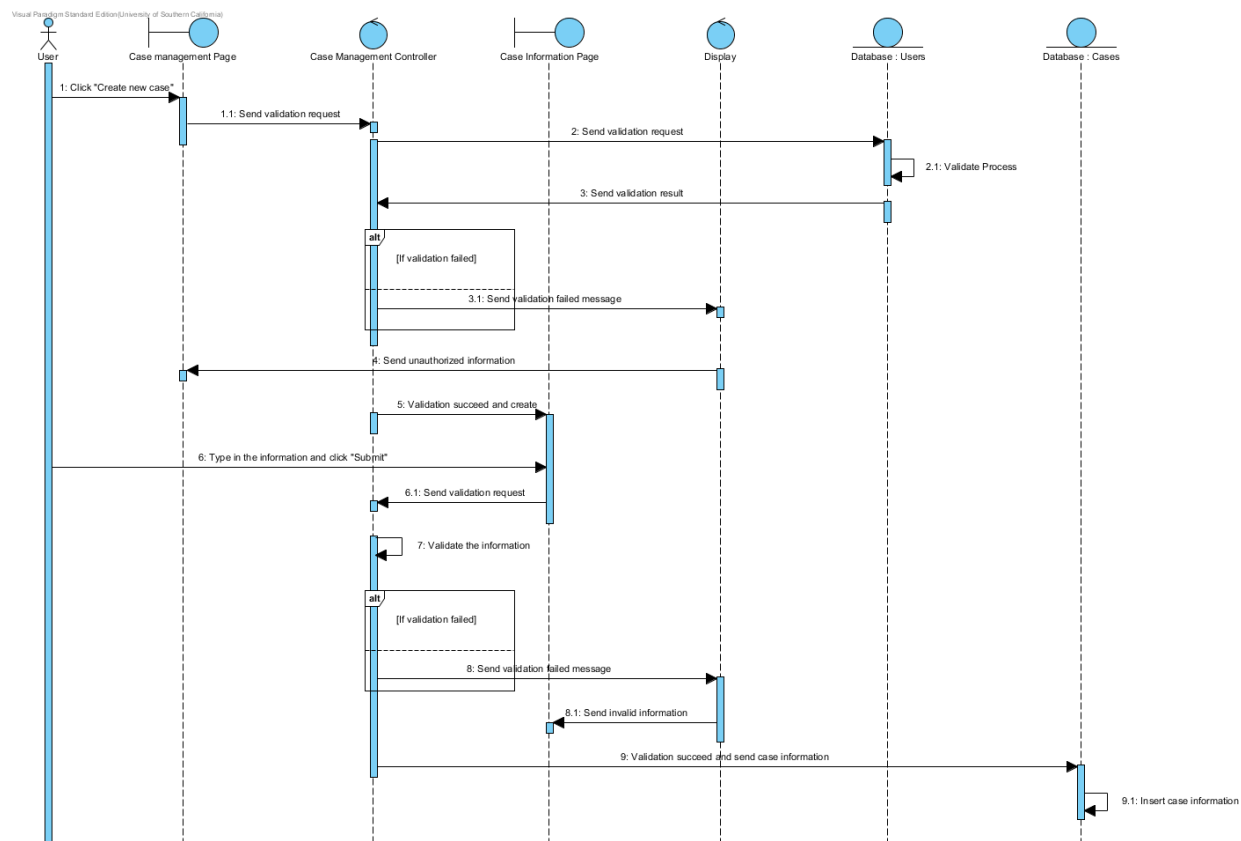 Visual Paradigm Standard Edition(University of Southern California)
User
Case management Page
Case Management Controller
Case Information Page
Display
Database : Users
Database : Cases
1: Click "Create new case"
1.1: Send validation request
2: Send validation request
2.1: Validate Process
3: Send validation result
alt
[If validation failed]
3.1: Send validation failed message
4: Send unauthorized information
5: Validation succeed and create
6: Type in the information and click "Submit"
6.1: Send validation request
7: Validate the information
alt
[If validation failed]
8: Send validation failed message
8.1: Send invalid information
9: Validation succeed and send case information
9.1: Insert case information